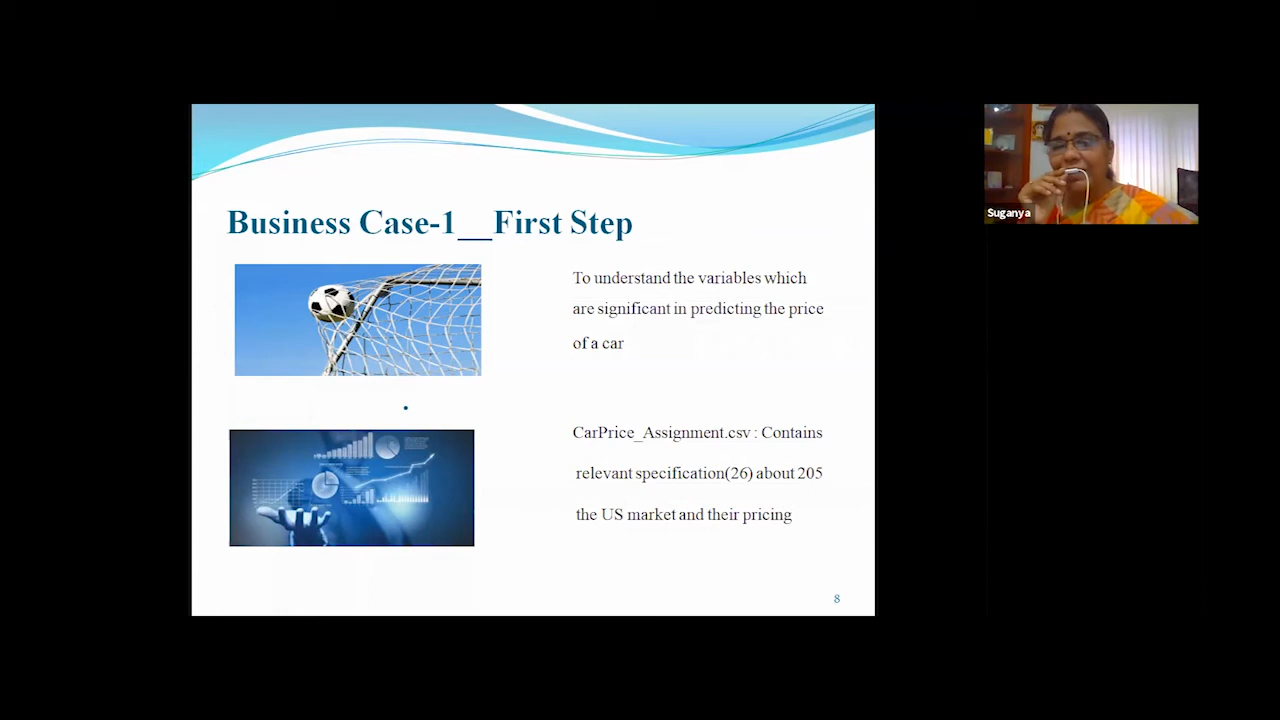 Business Case-1__First Step
To understand the variables which
are significant in predicting the price
of a car
CarPrice_Assignment.csv : Contains
relevant specification(26) about 205
the US market and their pricing
8
Suganya